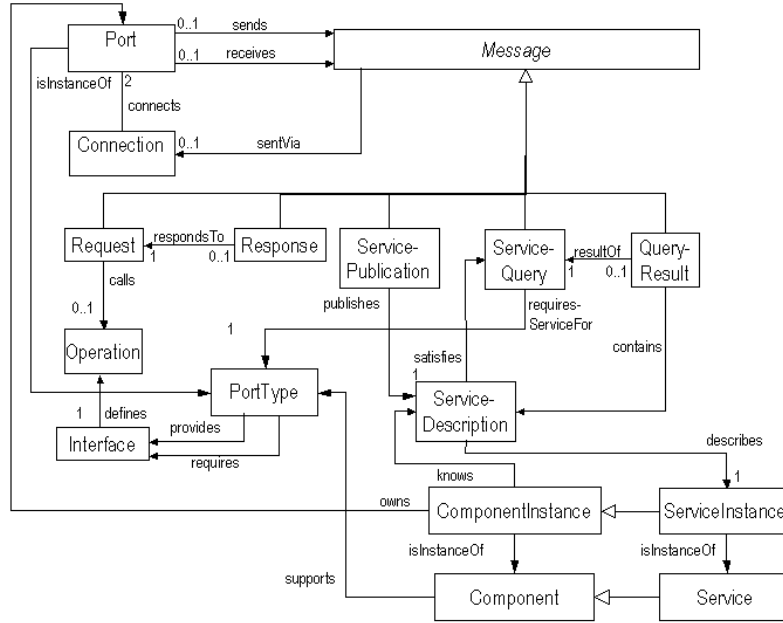 0..1
sends
Port
Message
0..1
receives
isInstanceOf
2
connects
0..1
sentVia
Connection
Request
respondsTo
1
0..1
Response
Service-
Publication
Service-
Query
resultOf
1
0..1
Query-
Result
calls
publishes
requires-
ServiceFor
0..1
1
contains
Operation
satisfies
1
PortType
Service-
Description
1
defines
provides
Interface
requires
describes
knows
1
owns
ComponentInstance
ServiceInstance
isInstanceOf
isInstanceOf
supports
Component
Service